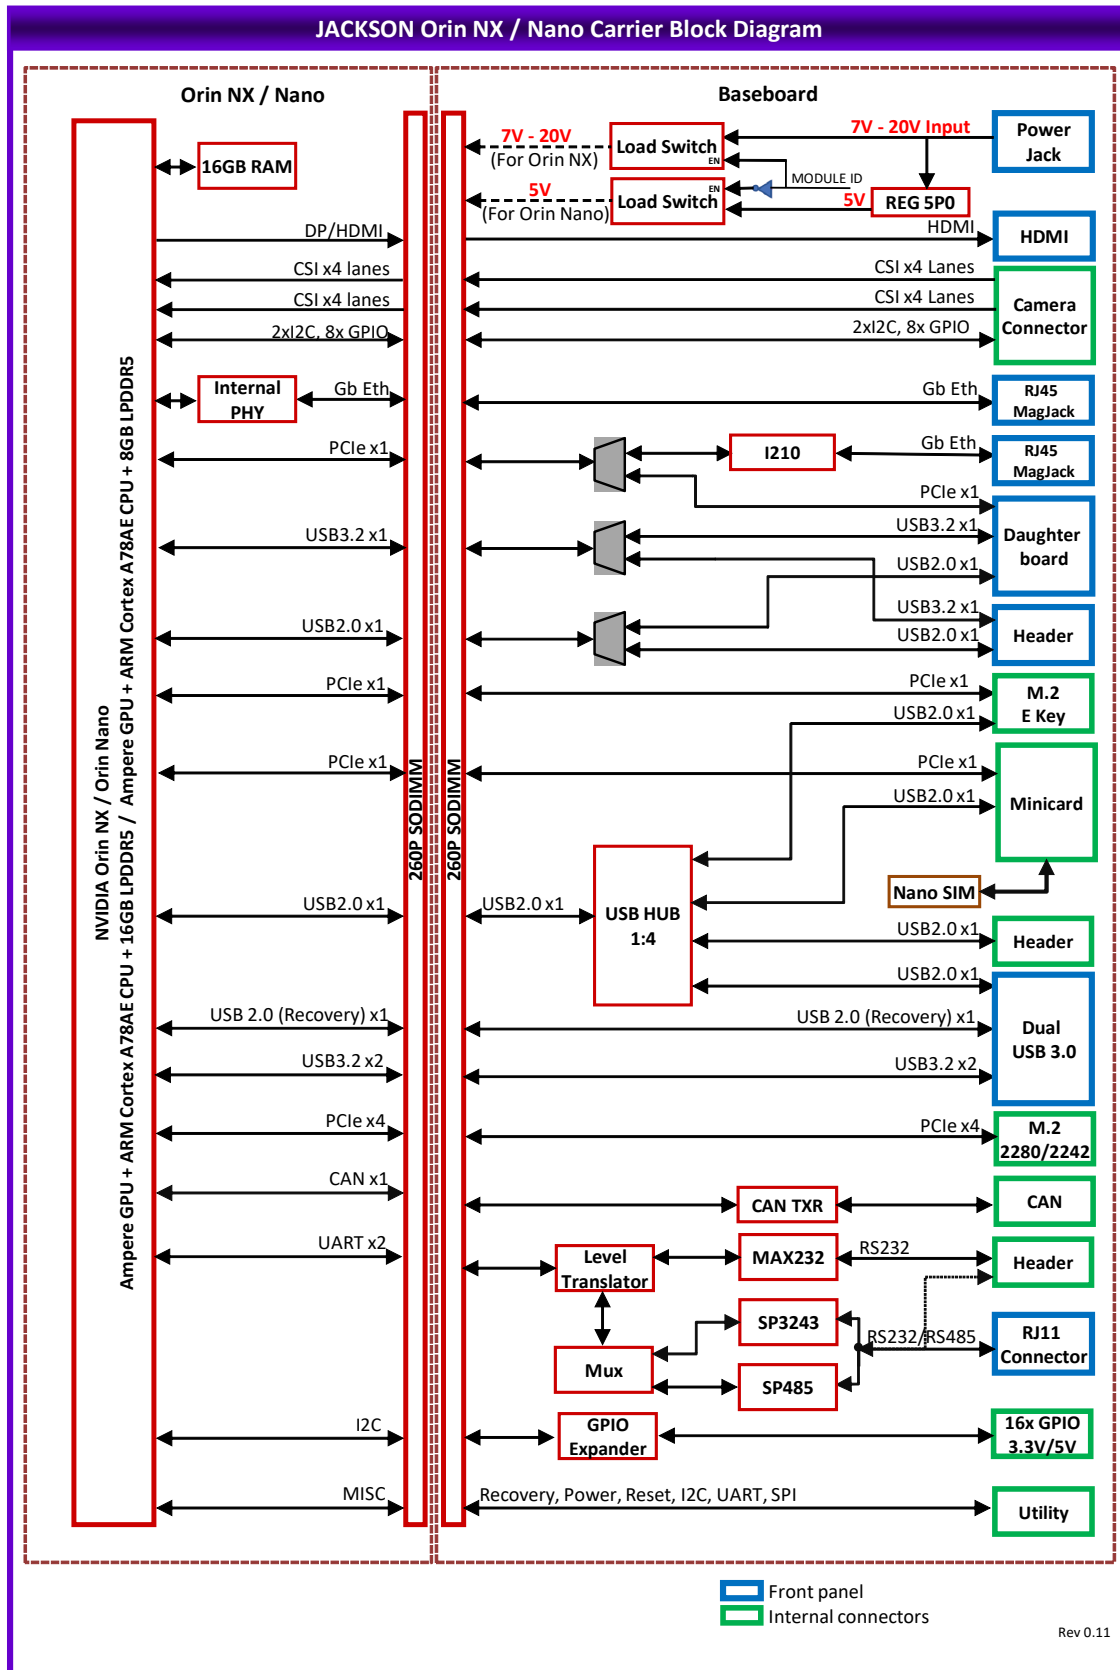 JACKSON Orin NX / Nano Carrier Block Diagram
Orin NX / Nano
Baseboard
7V - 20V
(For Orin NX)
Load Switch
EN
7V - 20V Input
Power
Jack
16GB RAM
5V
(For Orin Nano)
Load Switch
EN
MODULE ID
5V
REG 5P0
DP/HDMI
HDMI
HDMI
CSI x4 lanes
CSI x4 Lanes
CSI x4 lanes
CSI x4 Lanes
Camera
Connector
2xI2C, 8x GPIO
2xI2C, 8x GPIO
Internal
PHY
Gb Eth
Gb Eth
RJ45
MagJack
PCIe x1
I210
Gb Eth
RJ45
MagJack
PCIe x1
USB3.2 x1
USB3.2 x1
Daughter
board
USB2.0 x1
USB3.2 x1
USB2.0 x1
USB2.0 x1
Header
PCIe x1
PCIe x1
M.2
E Key
USB2.0 x1
PCIe x1
PCIe x1
USB2.0 x1
Minicard
NVIDIA Orin NX / Orin Nano
Ampere GPU + ARM Cortex A78AE CPU + 16GB LPDDR5 / Ampere GPU + ARM Cortex A78AE CPU + 8GB LPDDR5
260P SODIMM
260P SODIMM
Nano SIM
USB2.0 x1
USB2.0 x1
USB HUB
1:4
USB2.0 x1
Header
USB2.0 x1
USB 2.0 (Recovery) x1
USB 2.0 (Recovery) x1
Dual
USB 3.0
USB3.2 x2
USB3.2 x2
PCIe x4
PCIe x4
M.2
2280/2242
CAN x1
CAN TXR
CAN
UART x2
Level
Translator
MAX232
RS232
Header
SP3243
RS232/RS485
RJ11
Connector
Mux
SP485
I2C
GPIO
Expander
16x GPIO
3.3V/5V
MISC
Recovery, Power, Reset, I2C, UART, SPI
Utility
Front panel
Internal connectors
Rev 0.11